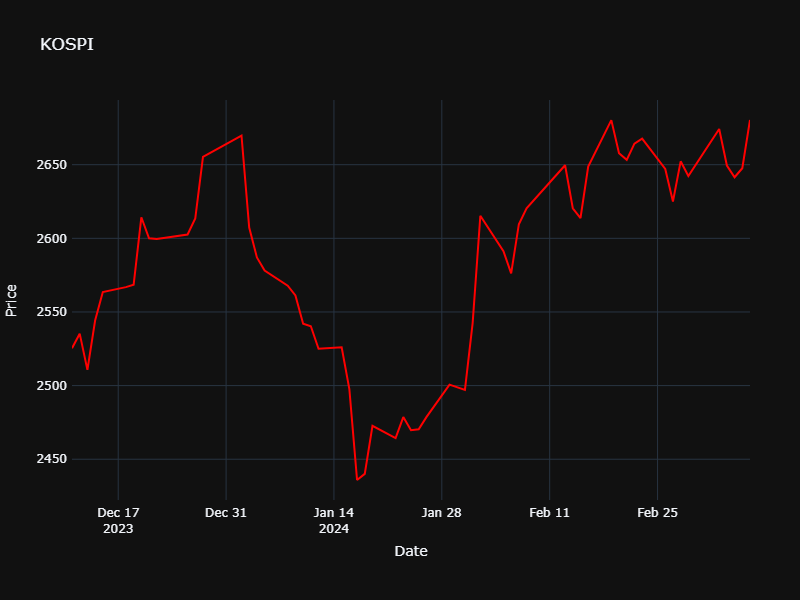 KOSPI
Price
2650
2600
2550
2500
2450
Dec 17
2023
Dec 31
Jan 14
2024
Jan 28
Feb 11
Feb 25
Date